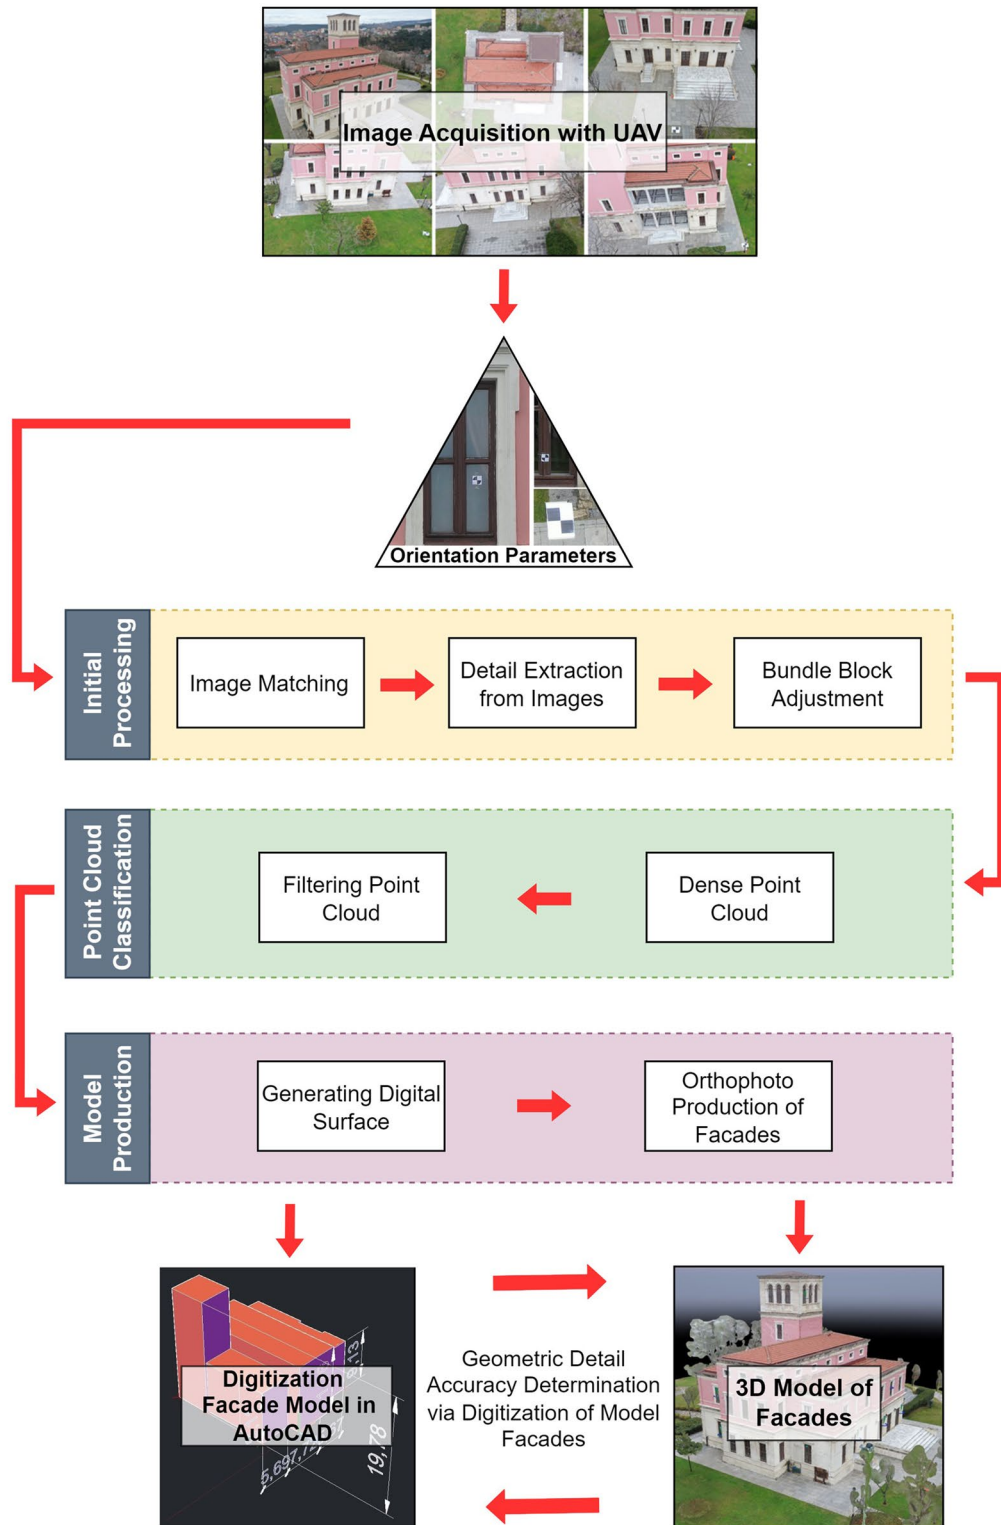 Image Acquisition with UAV
Orientation Parameters
Initial
Processing
Image Matching
Detail Extraction
from Images
Bundle Block
Adjustment
Point Cloud
Classification
Filtering Point
Cloud
Dense Point
Cloud
Model
Production
Generating Digital
Surface
Orthophoto
Production of
Facades
Digitization
Facade Model in
AutoCAD
19,78
Geometric Detail
Accuracy Determination
via Digitization of Model
Facades
3D Model of
Facades